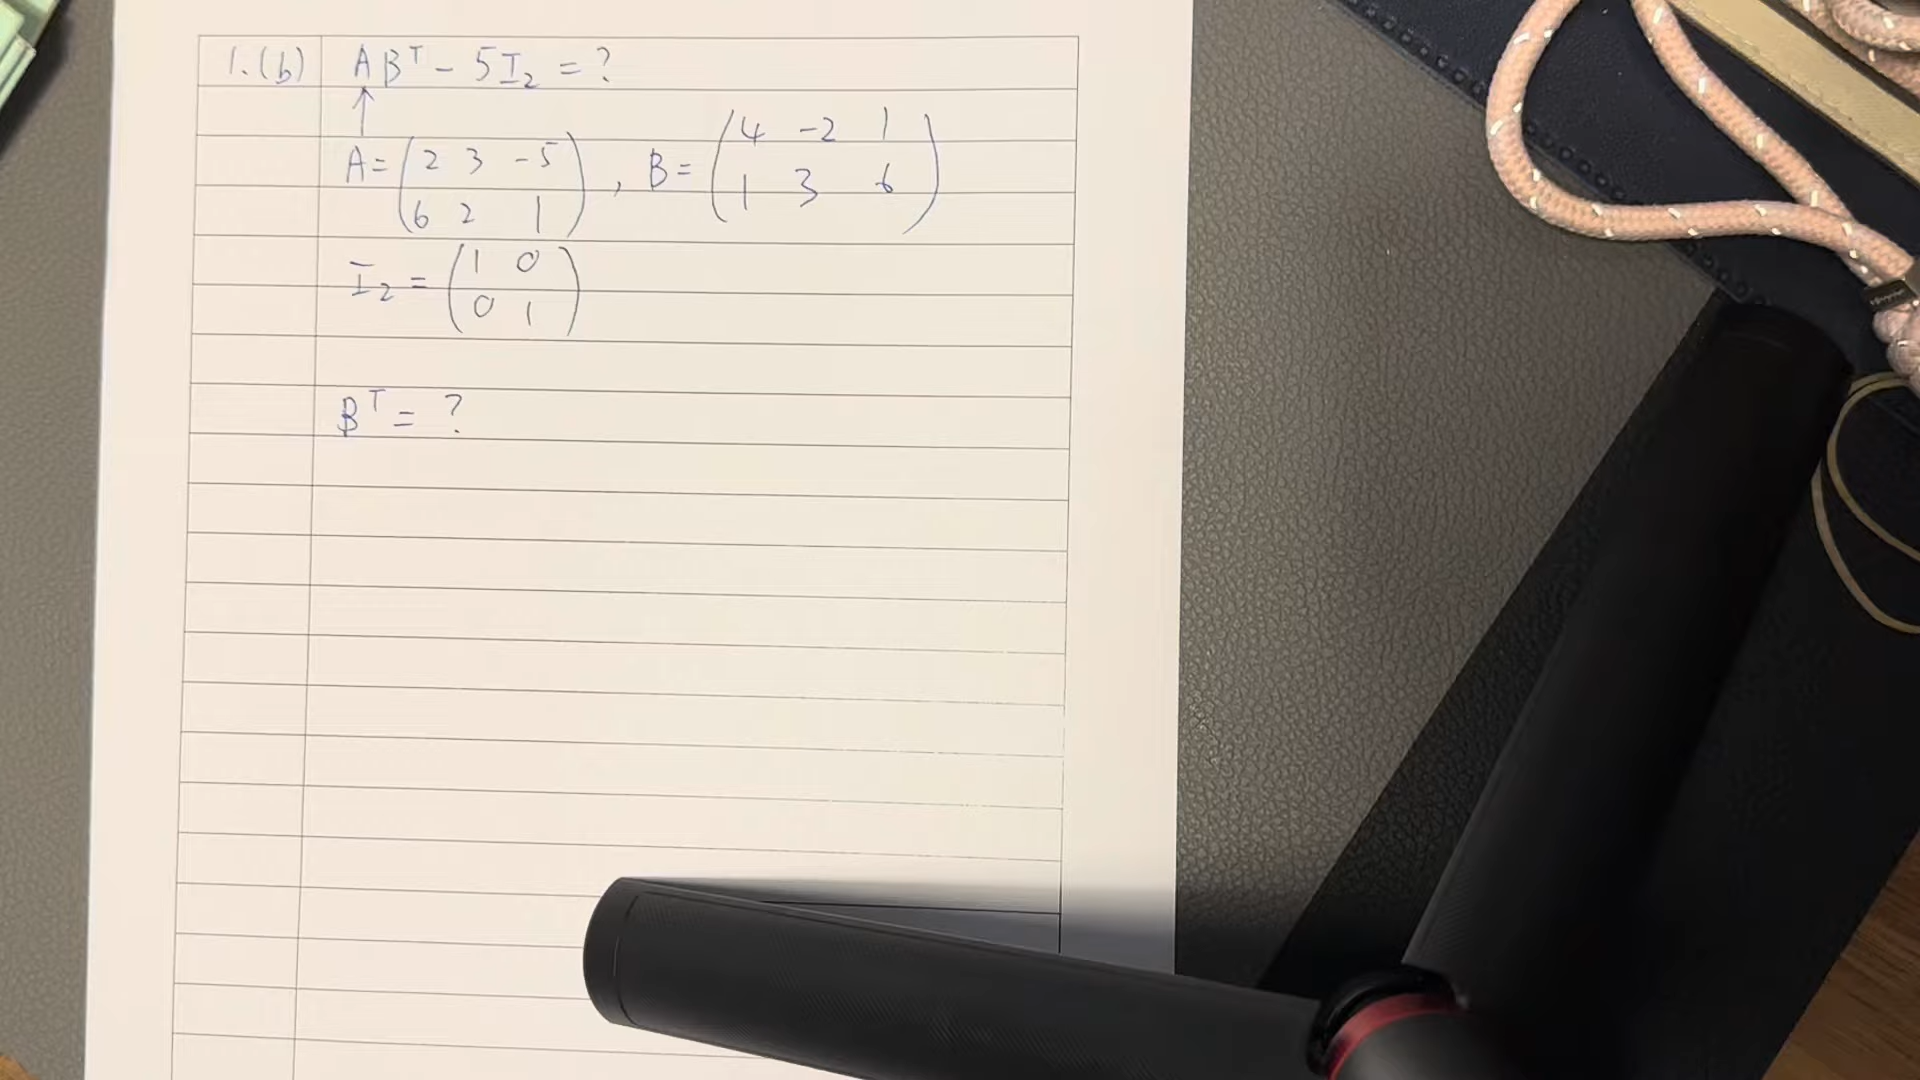 1.(b) ABᵀ - 5I₂ = ?
↑
A = (2 3 -5
6 2 1), B = (4 -2 1
1 3 6)
I₂ = (1 0
0 1)
Bᵀ = ?